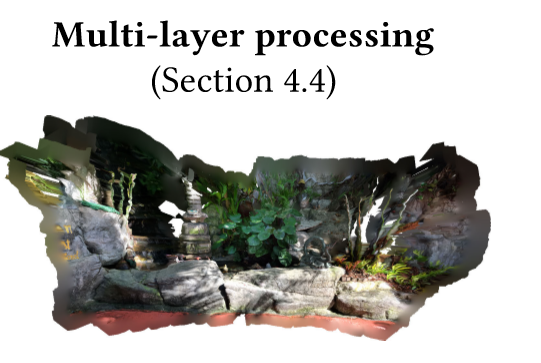 Multi-layer processing
(Section 4.4)